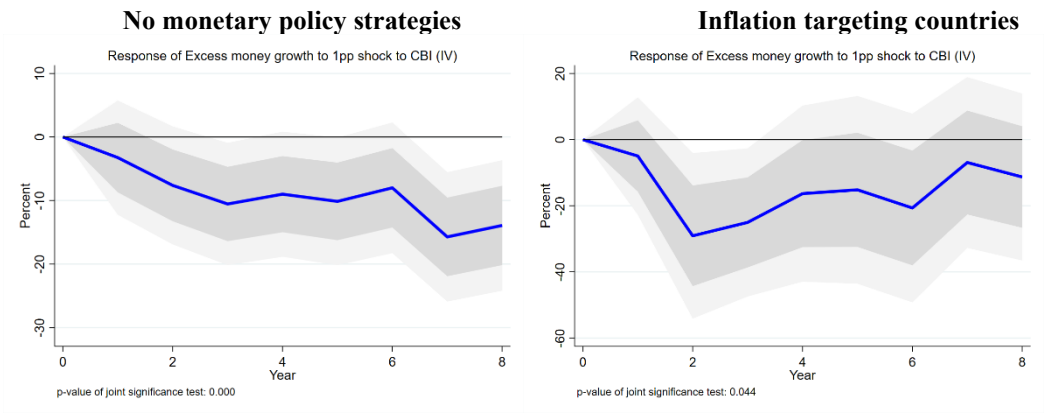 No monetary policy strategies
Response of Excess money growth to 1pp shock to CBI (IV)
Percent
10
0
-10
-20
-30
0 2 4 6 8
Year
p-value of joint significance test: 0.000
Inflation targeting countries
Response of Excess money growth to 1pp shock to CBI (IV)
Percent
20
0
-20
-40
-60
0 2 4 6 8
Year
p-value of joint significance test: 0.044